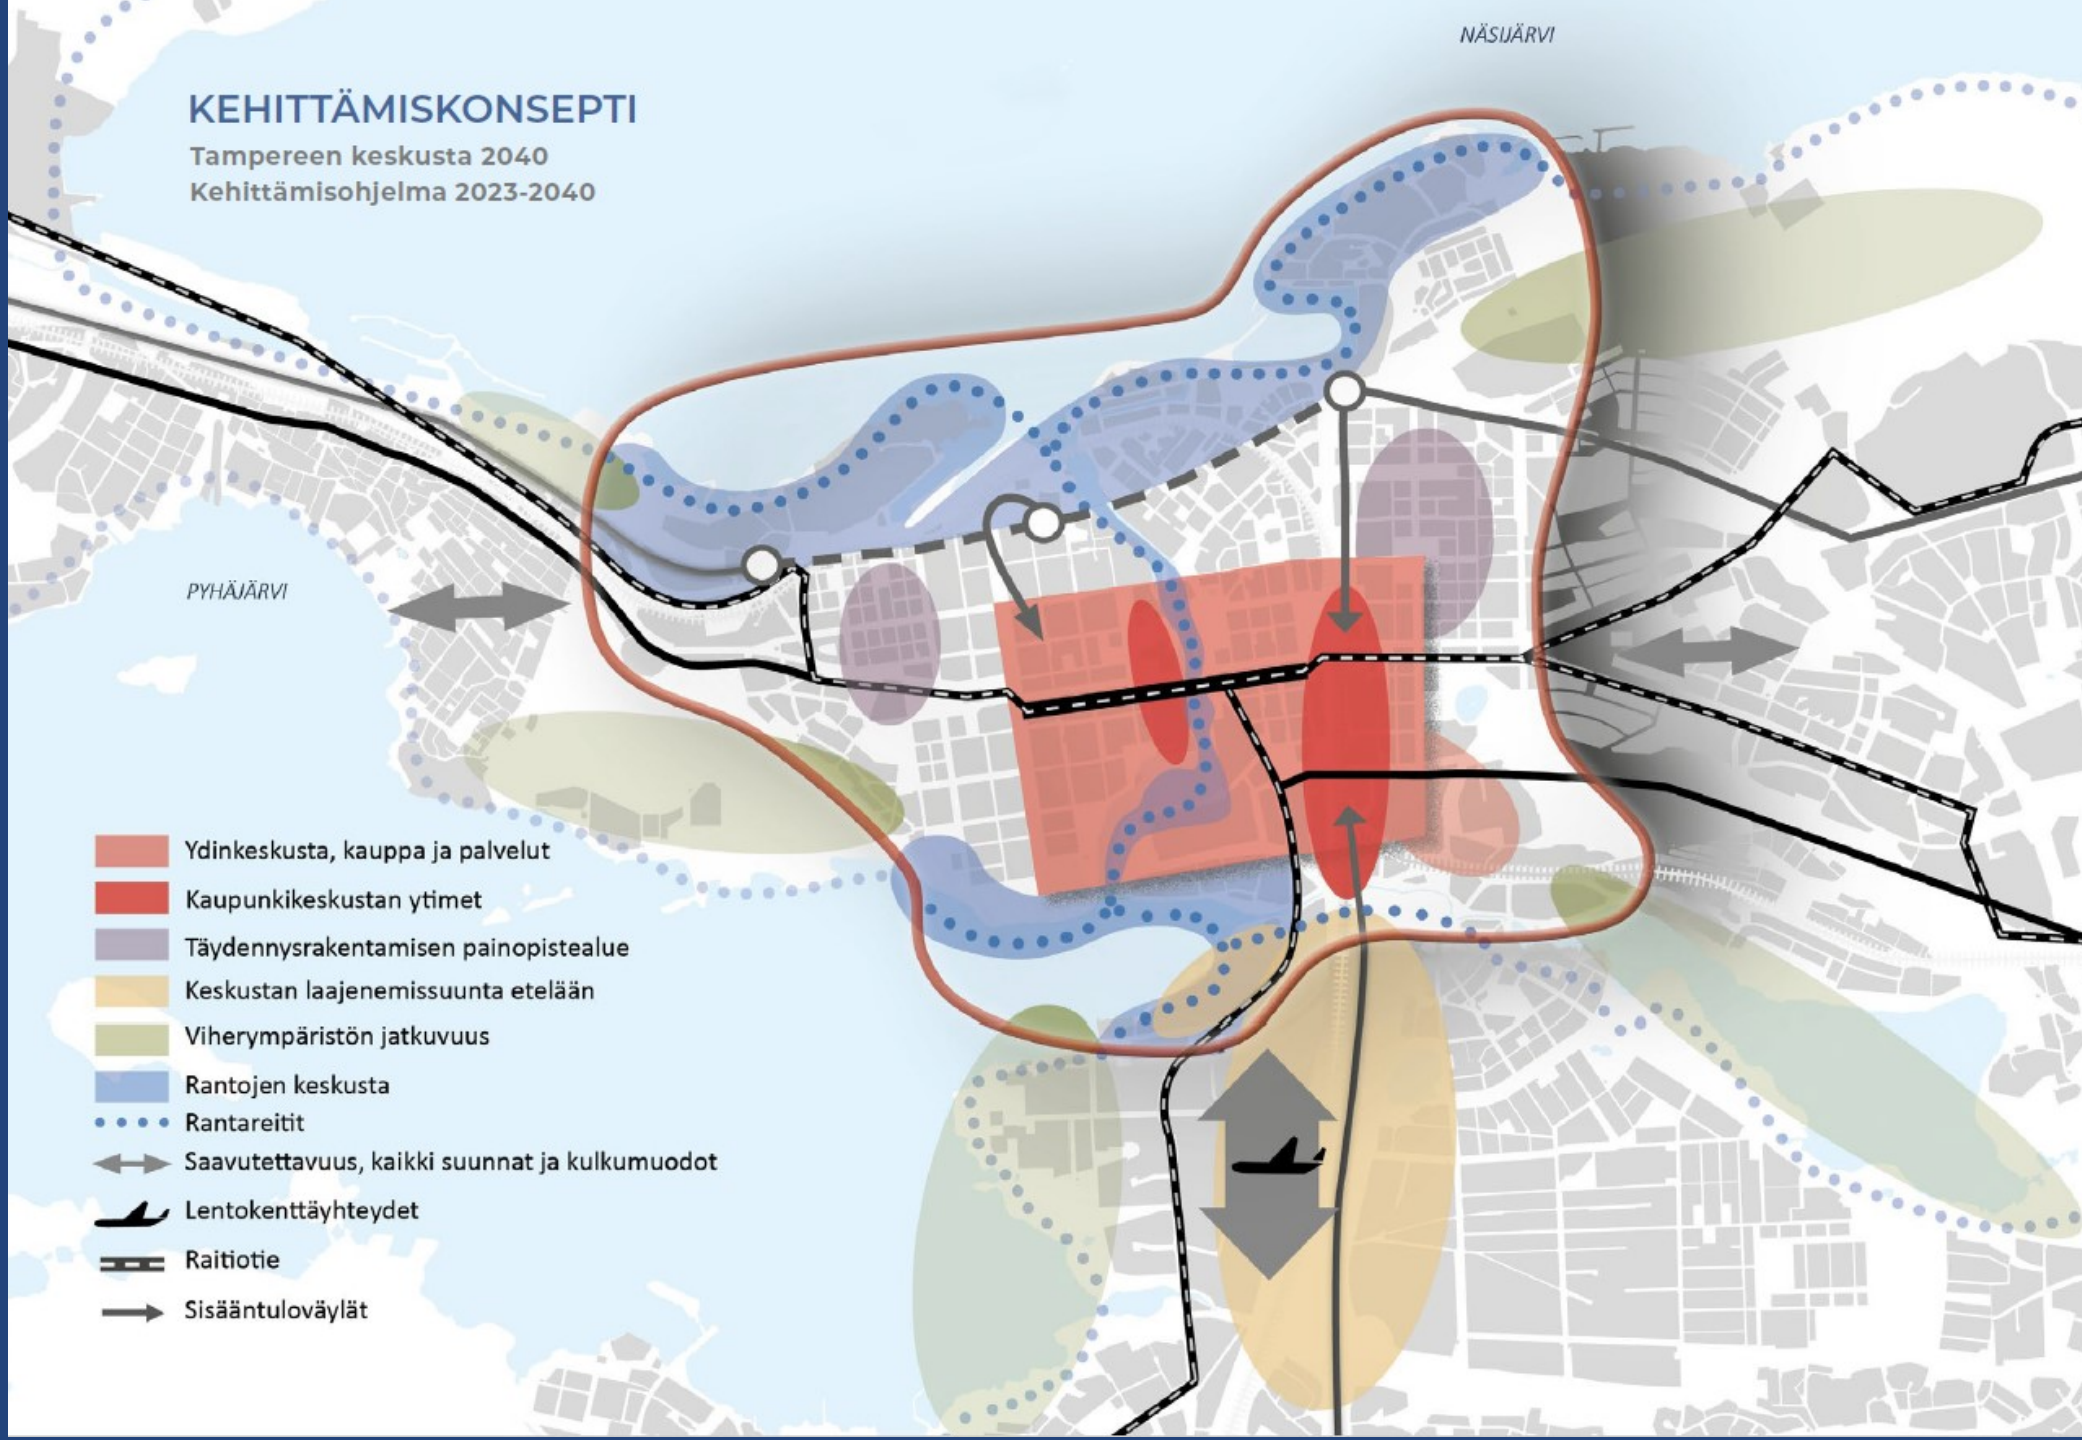 NÄSIJÄRVI
KEHITTÄMISKONSEPTI
Tampereen keskusta 2040
Kehittämisohjelma 2023-2040
PYHÄJÄRVI
Ydinkeskusta, kauppa ja palvelut
Kaupunkikeskustan ytimet
Täydennysrakentamisen painopistealue
Keskustan laajenemissuunta etelään
Viherympäristön jatkuvuus
Rantojen keskusta
Rantareitit
Saavutettavuus, kaikki suunnat ja kulkumuodot
Lentokenttäyhteydet
Raitiotie
Sisääntuloväylät